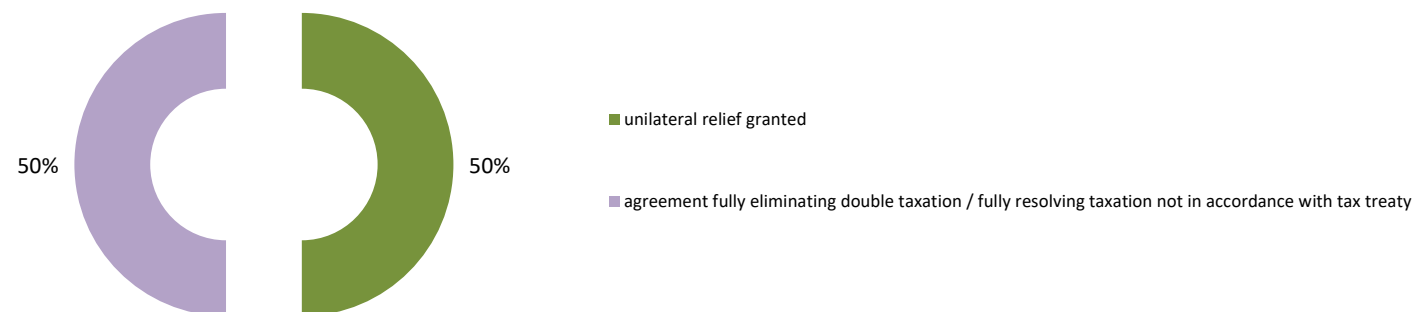 unilateral relief granted
50%
50%
agreement fully eliminating double taxation / fully resolving taxation not in accordance with tax treaty